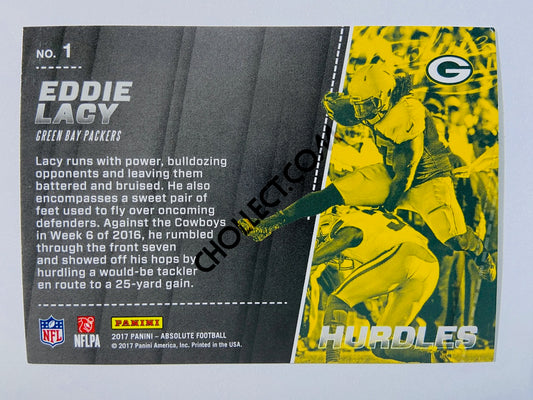 NO. 1
EDDIE
LACY
GREEN BAY PACKERS
Lacy runs with power, bulldozing
opponents and leaving them
battered and bruised. He also
encompasses a sweet pair of
feet used to fly over oncoming
defenders. Against the Cowboys
in Week 6 of 2016, he rumbled
through the front seven
and showed off his hops by
hurdling a would-be tackler
en route to a 25-yard gain.
NFL
NFLPA
PANINI
2017 PANINI - ABSOLUTE FOOTBALL
© 2017 Panini America, Inc. Printed in the USA.
G
HURDLES
CHOLLECT.CO